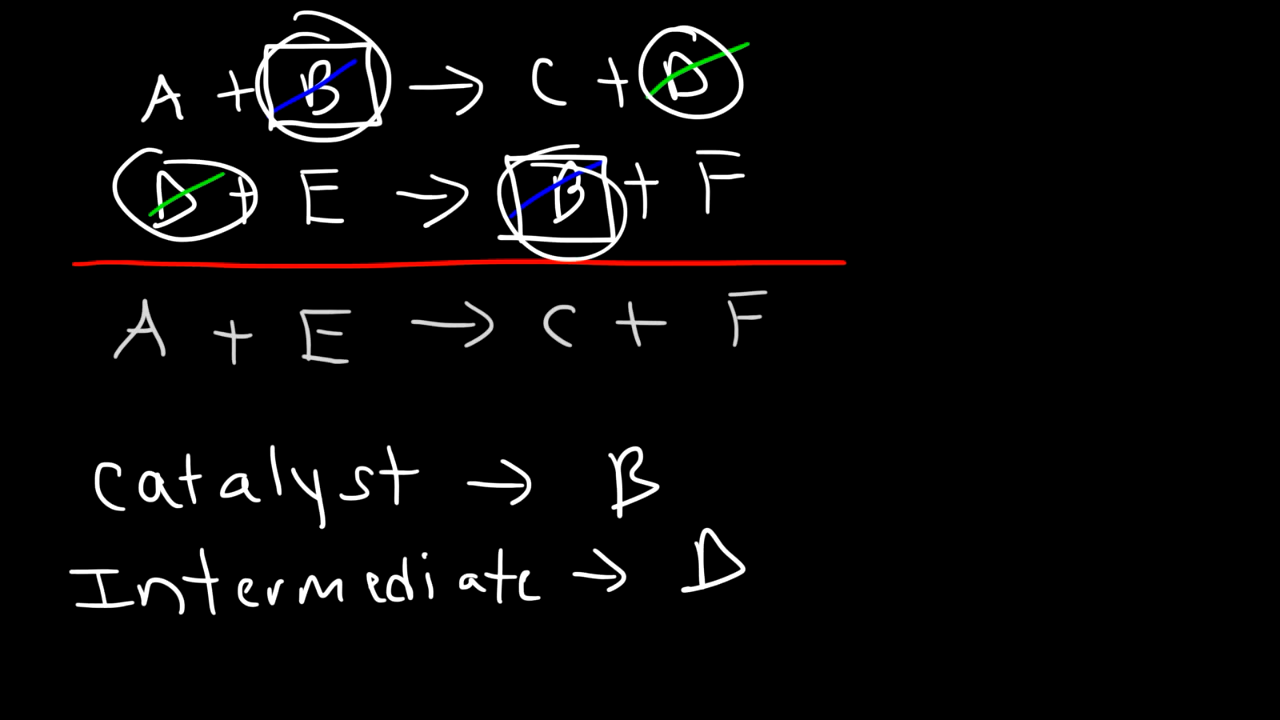 A + B → C + D
D + E → B + F
A + E → C + F
Catalyst → B
Intermediate → D